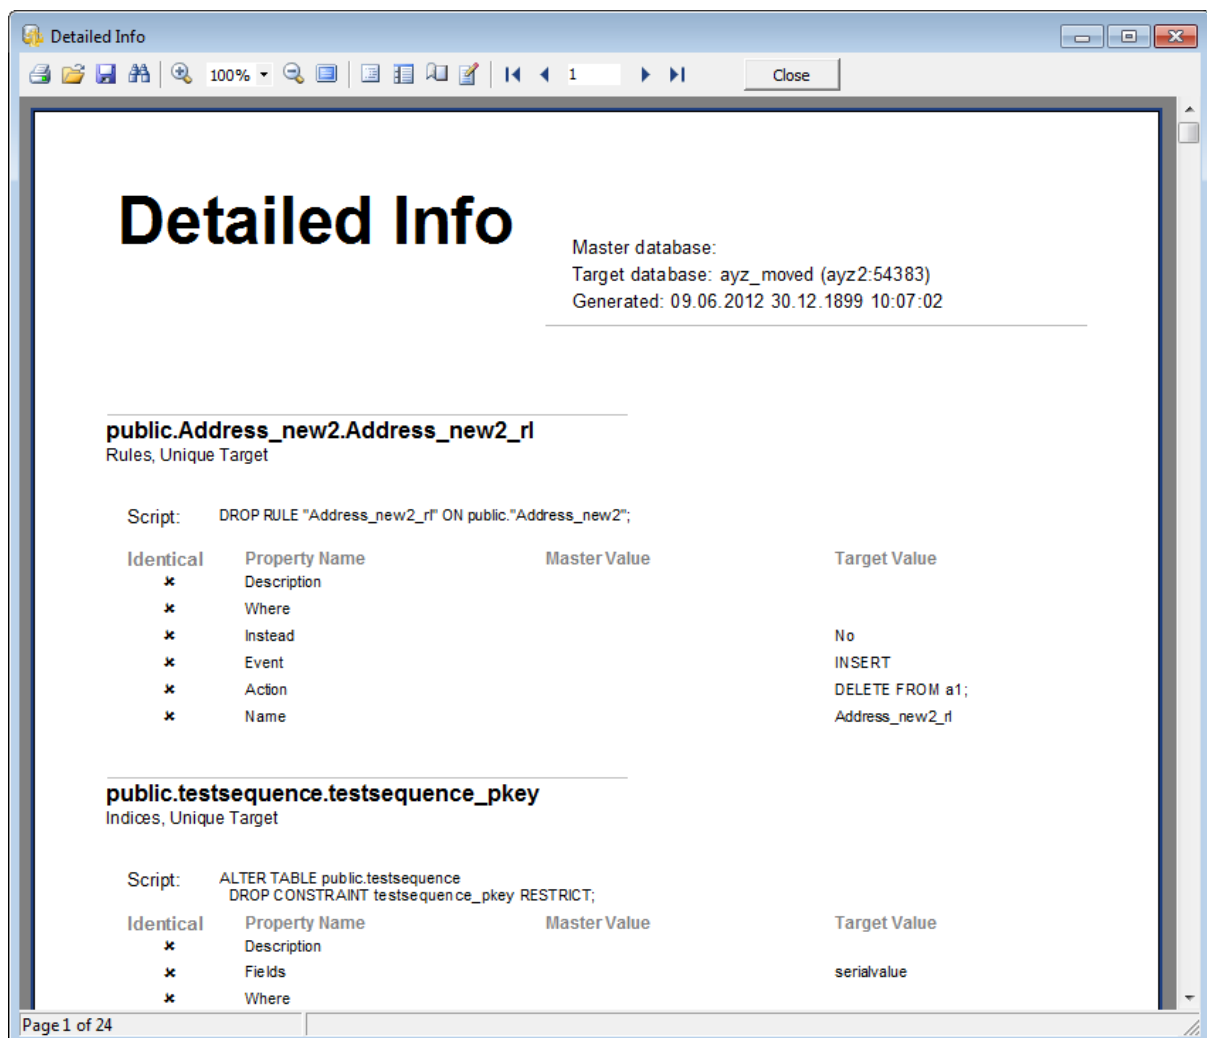 Detailed Info
100%
1
Close
Detailed Info
Master database:
Target database: ayz_moved (ayz2:54383)
Generated: 09.06.2012 30.12.1899 10:07:02
public.Address_new2.Address_new2_rl
Rules, Unique Target
Script: DROP RULE "Address_new2_rl" ON public."Address_new2";
Identical Property Name Master Value Target Value
Description
Where
Instead No
Event INSERT
Action DELETE FROM a1;
Name Address_new2_rl
public.testsequence.testsequence_pkey
Indices, Unique Target
Script: ALTER TABLE public.testsequence
DROP CONSTRAINT testsequence_pkey RESTRICT;
Identical Property Name Master Value Target Value
Description
Fields serialvalue
Where
Page 1 of 24